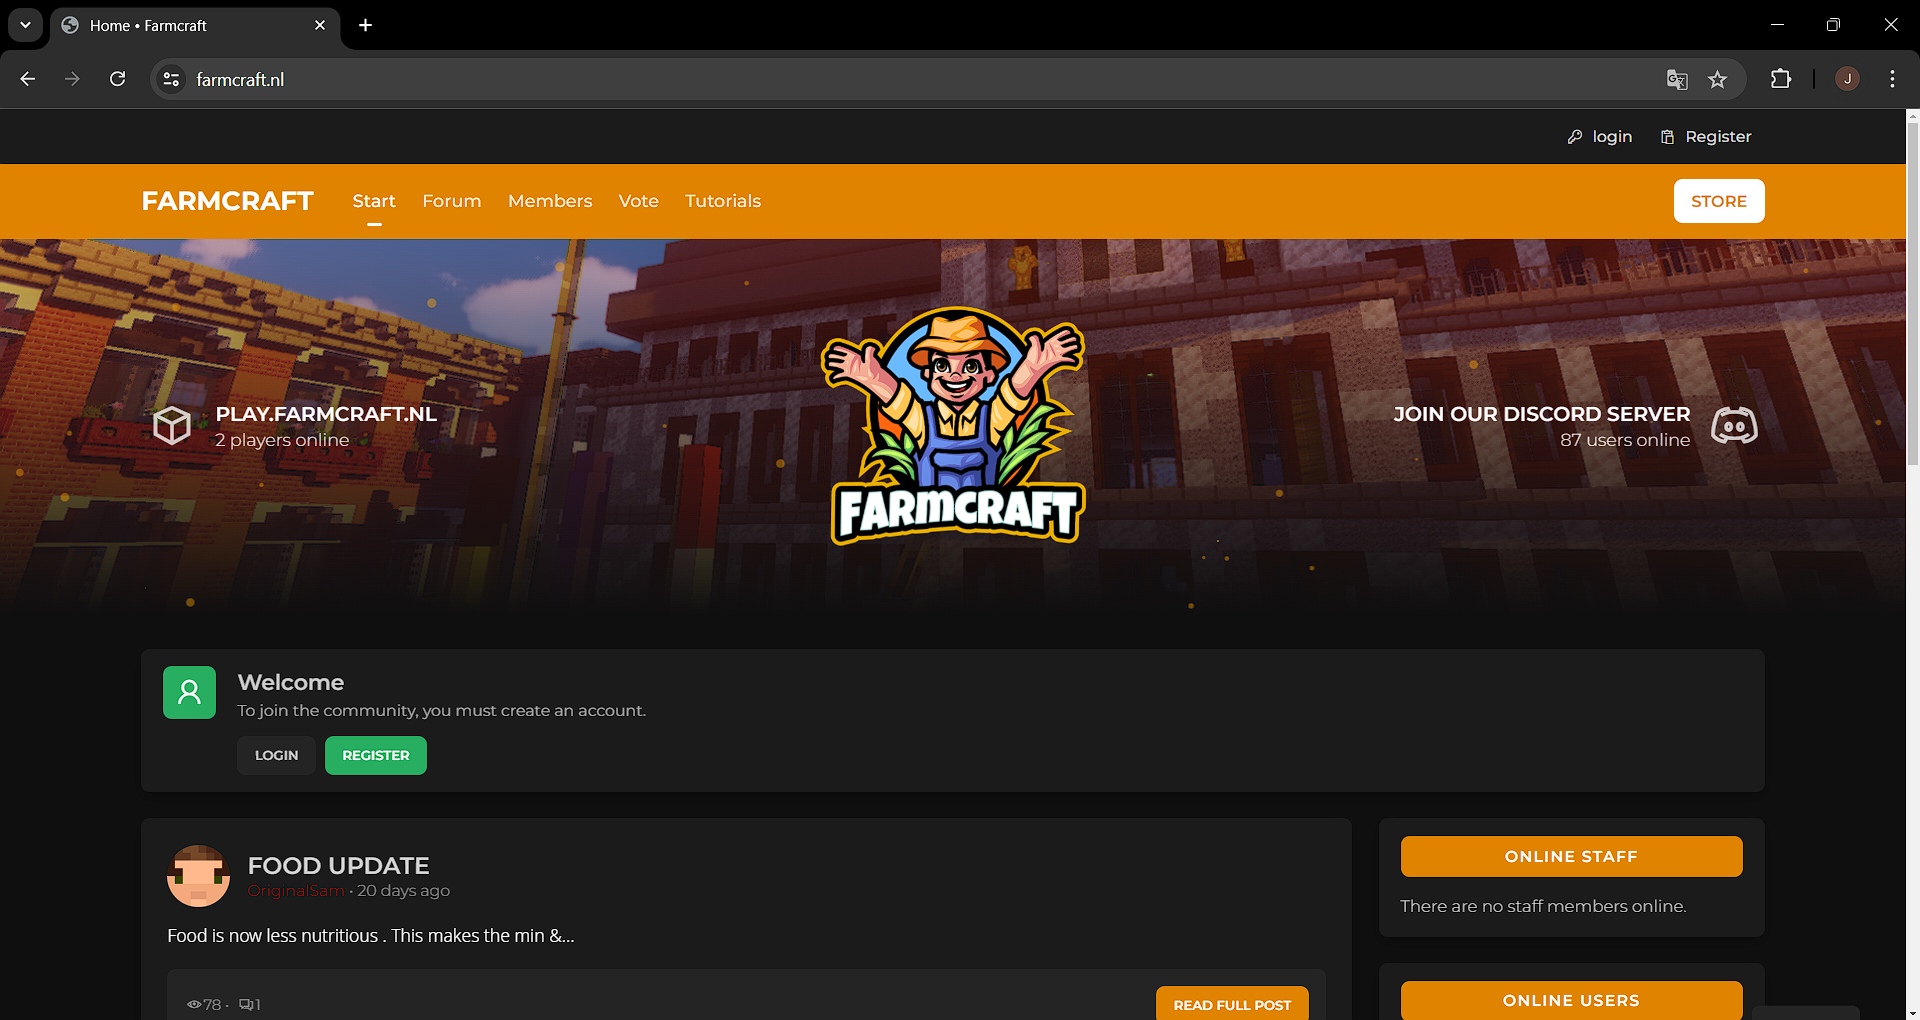 Home • Farmcraft
farmcraft.nl
J
login
Register
FARMCRAFT
Start
Forum
Members
Vote
Tutorials
STORE
PLAY.FARMCRAFT.NL
2 players online
FARMCRAFT
JOIN OUR DISCORD SERVER
87 users online
Welcome
To join the community, you must create an account.
LOGIN
REGISTER
FOOD UPDATE
OriginalSam • 20 days ago
Food is now less nutritious . This makes the min &...
78 •
1
READ FULL POST
ONLINE STAFF
There are no staff members online.
ONLINE USERS